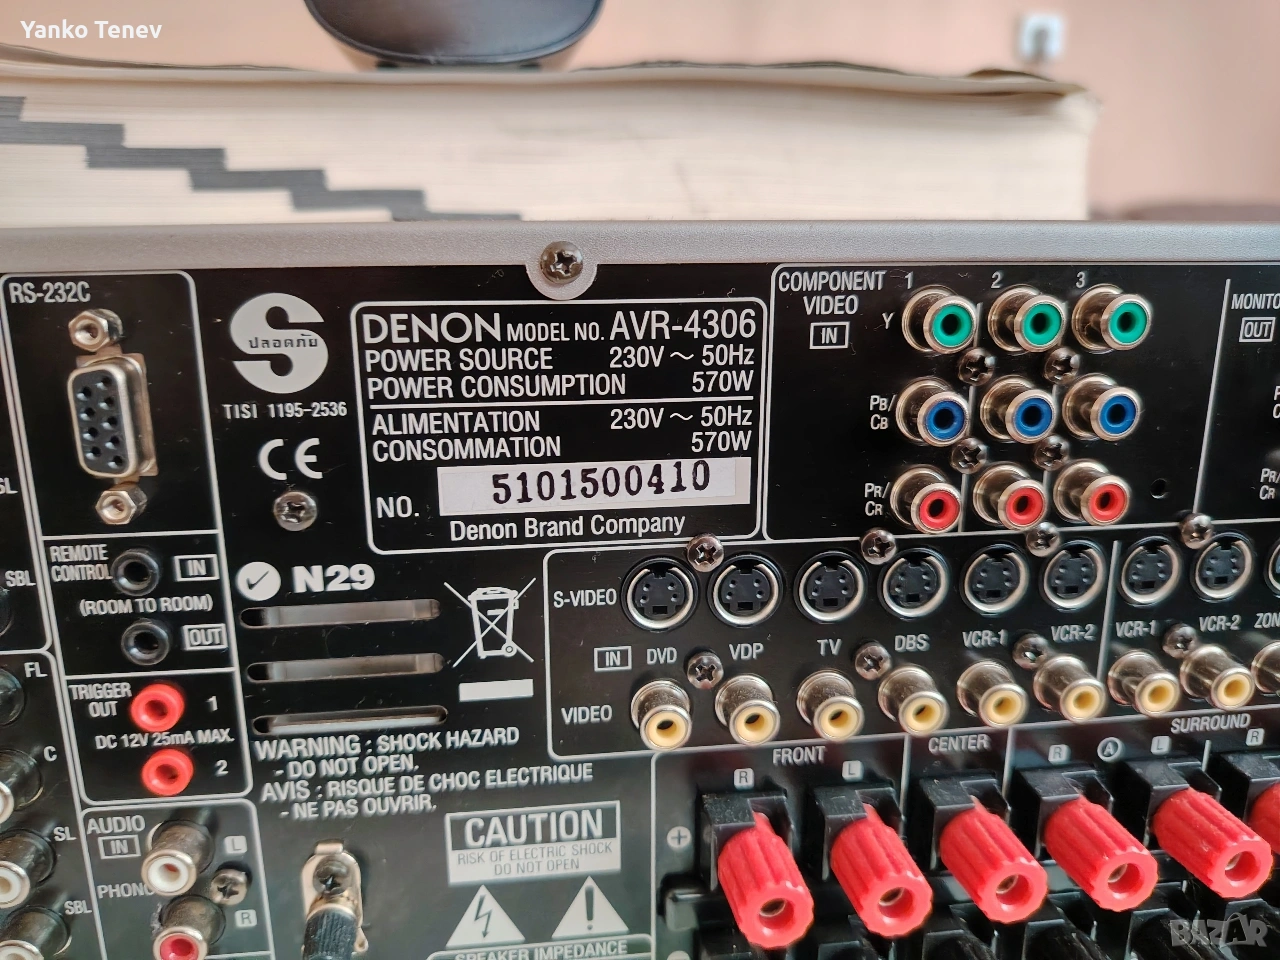 Yanko Tenev
RS-232C
ปลอดภัย
TISI 1195-2536
CE
DENON MODEL NO. AVR-4306
POWER SOURCE 230V ~ 50Hz
POWER CONSUMPTION 570W
ALIMENTATION 230V ~ 50Hz
CONSOMMATION 570W
NO. 5101500410
Denon Brand Company
COMPONENT VIDEO IN
1 2 3
Y
PB/ CB
PR/ CR
OUT
PR/ CR
SBL
REMOTE CONTROL IN
(ROOM TO ROOM)
OUT
N29
S-VIDEO
IN DVD VDP TV DBS VCR-1 VCR-2 VCR-1 VCR-2
VIDEO
FL
TRIGGER OUT 1
DC 12V 25mA MAX.
2
C
WARNING : SHOCK HAZARD
- DO NOT OPEN.
AVIS : RISQUE DE CHOC ELECTRIQUE
- NE PAS OUVRIR.
FRONT CENTER SURROUND
R L R A L R
+
SL
AUDIO IN L
PHONO
R
SBL
CAUTION
RISK OF ELECTRIC SHOCK
DO NOT OPEN
SPEAKER IMPEDANCE
BAZAR